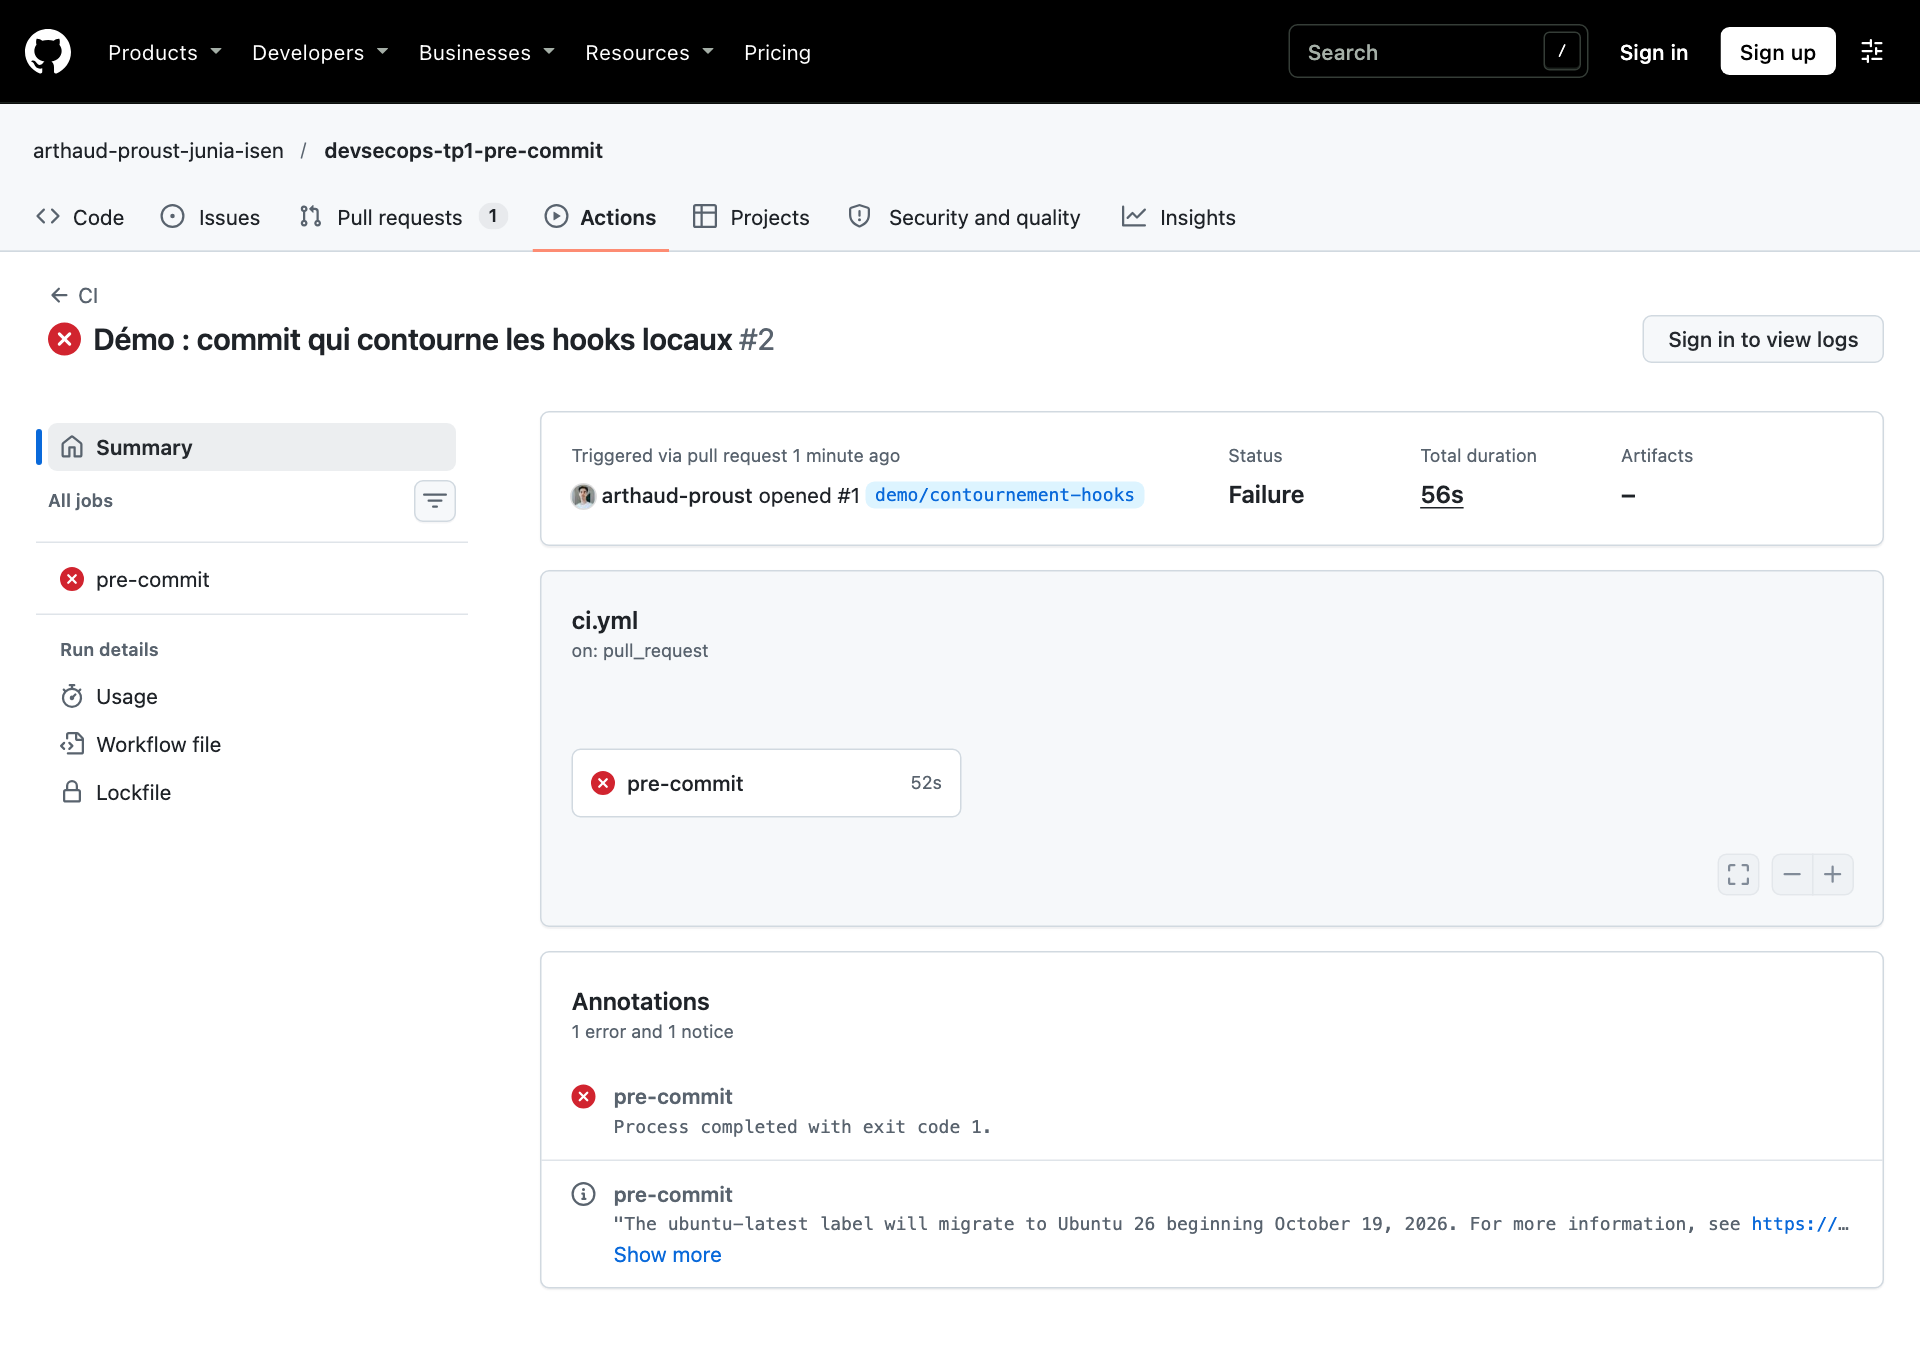 Products Developers Businesses Resources Pricing Search / Sign in Sign up
arthaud-proust-junia-isen / devsecops-tp1-pre-commit
Code Issues Pull requests 1 Actions Projects Security and quality Insights
CI
Démo : commit qui contourne les hooks locaux #2
Sign in to view logs
Summary
All jobs
pre-commit
Run details
Usage
Workflow file
Lockfile
Triggered via pull request 1 minute ago
arthaud-proust opened #1 demo/contournement-hooks
Status
Failure
Total duration
56s
Artifacts
–
ci.yml
on: pull_request
pre-commit 52s
Annotations
1 error and 1 notice
pre-commit
Process completed with exit code 1.
pre-commit
"The ubuntu-latest label will migrate to Ubuntu 26 beginning October 19, 2026. For more information, see https://…
Show more